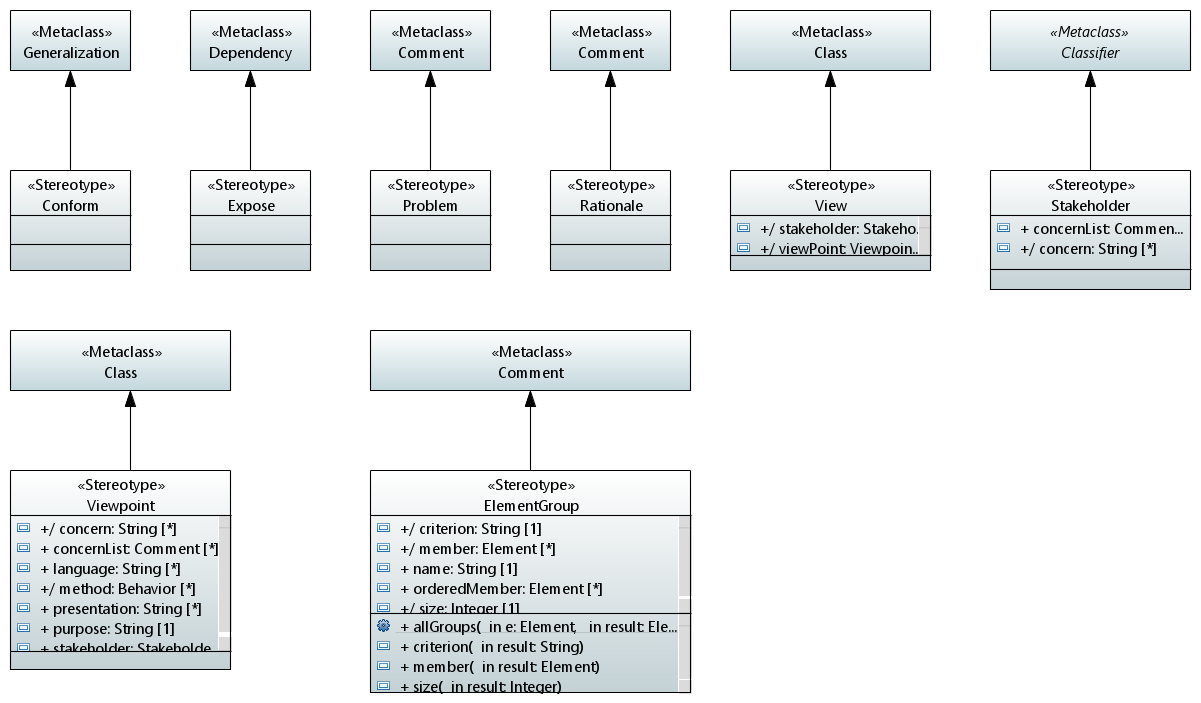 «Metaclass»
Generalization
«Metaclass»
Dependency
«Metaclass»
Comment
«Metaclass»
Comment
«Metaclass»
Class
«Metaclass»
Classifier
«Stereotype»
Conform
«Stereotype»
Expose
«Stereotype»
Problem
«Stereotype»
Rationale
«Stereotype»
View
+/ stakeholder: Stakeho...
+/ viewPoint: Viewpoin...
«Stereotype»
Stakeholder
+ concernList: Commen...
+/ concern: String [*]
«Metaclass»
Class
«Metaclass»
Comment
«Stereotype»
Viewpoint
+/ concern: String [*]
+ concernList: Comment [*]
+ language: String [*]
+/ method: Behavior [*]
+ presentation: String [*]
+ purpose: String [1]
+ stakeholder: Stakeholde
«Stereotype»
ElementGroup
+/ criterion: String [1]
+/ member: Element [*]
+ name: String [1]
+ orderedMember: Element [*]
+/ size: Integer [1]
+ allGroups( in e: Element, in result: Ele...
+ criterion( in result: String)
+ member( in result: Element)
+ size( in result: Integer)